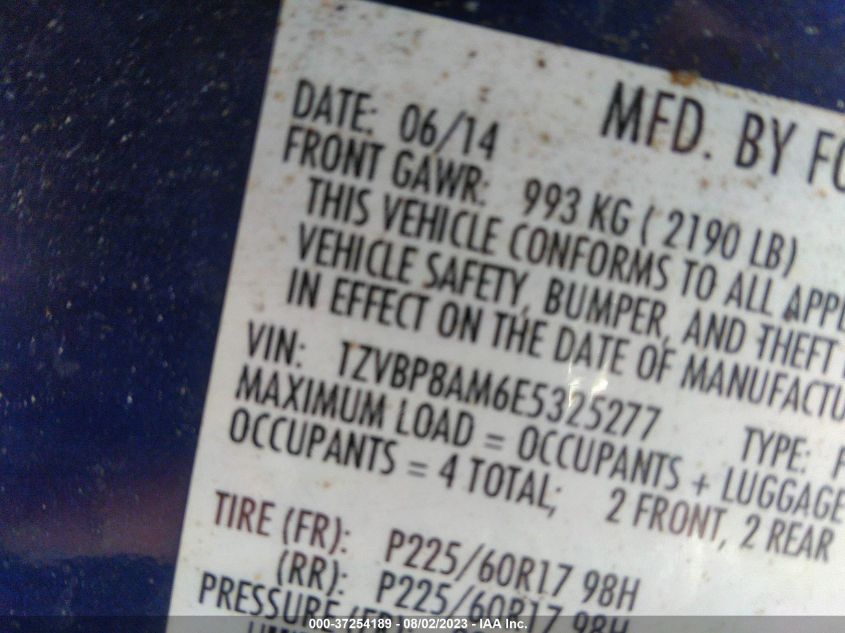 MFD. BY FO
DATE: 06/14
FRONT GAWR: 993 KG ( 2190 LB)
THIS VEHICLE CONFORMS TO ALL APPL
VEHICLE SAFETY, BUMPER, AND THEFT
IN EFFECT ON THE DATE OF MANUFACTU
VIN: 1ZVBP8AM6E5325277
TYPE:
MAXIMUM LOAD = OCCUPANTS + LUGGAGE
OCCUPANTS = 4 TOTAL; 2 FRONT, 2 REAR
TIRE (FR): P225/60R17 98H
(RR): P225/60R17 98H
PRESSURE (FR):
000-37254189 - 08/02/2023 - IAA Inc.